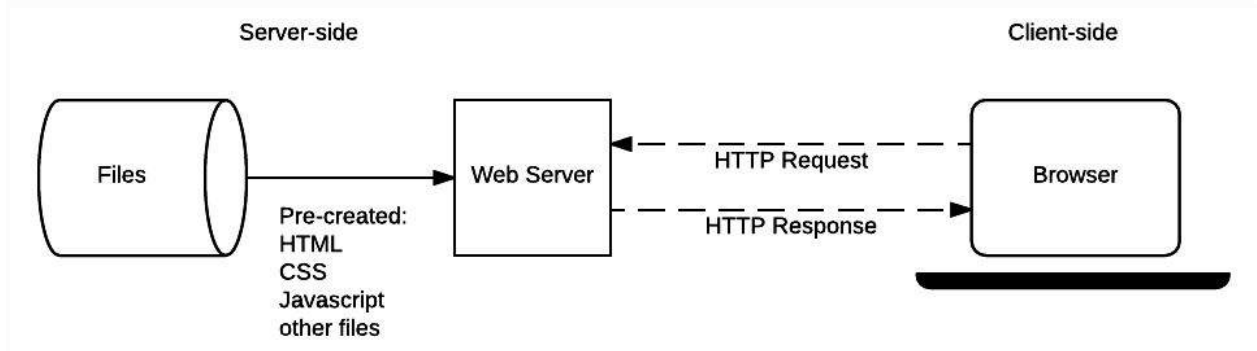 Server-side
Client-side
Files
Web Server
HTTP Request
Browser
Pre-created:
HTML
CSS
Javascript
other files
HTTP Response